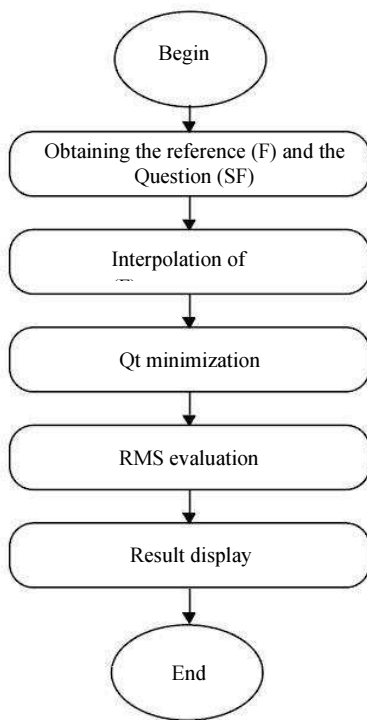 Begin
Obtaining the reference (F) and the
Question (SF)
Interpolation of
Qt minimization
RMS evaluation
Result display
End